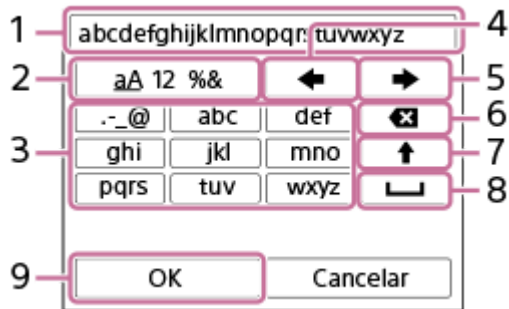 1 abcdefghijklmnopqrstuvwxyz 4
2 aA 12 %& 5
.-_@ abc def 6
3 ghi jkl mno 7
pqrs tuv wxyz 8
9 OK Cancelar